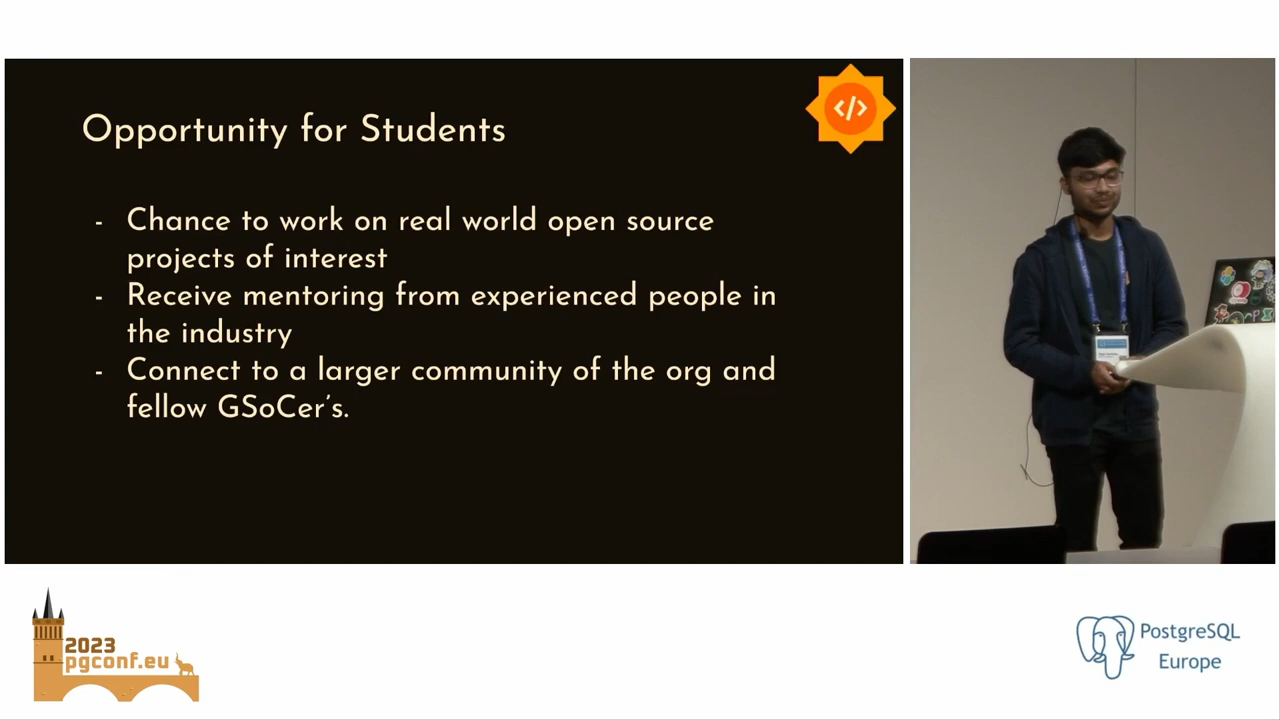 Opportunity for Students
</>
- Chance to work on real world open source
projects of interest
- Receive mentoring from experienced people in
the industry
- Connect to a larger community of the org and
fellow GSoCer's.
2023
pgconf.eu
PostgreSQL
Europe